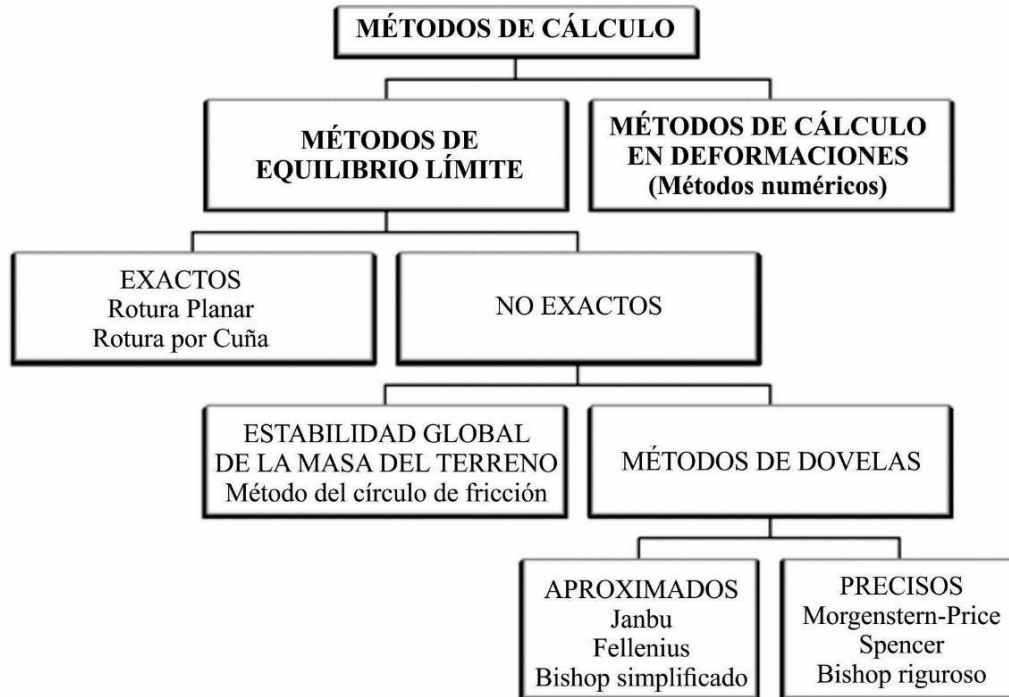 MÉTODOS DE CÁLCULO
MÉTODOS DE
EQUILIBRIO LÍMITE
MÉTODOS DE CÁLCULO
EN DEFORMACIONES
(Métodos numéricos)
EXACTOS
Rotura Planar
Rotura por Cuña
NO EXACTOS
ESTABILIDAD GLOBAL
DE LA MASA DEL TERRENO
Método del círculo de fricción
MÉTODOS DE DOVELAS
APROXIMADOS
Janbu
Fellenius
Bishop simplificado
PRECISOS
Morgenstern-Price
Spencer
Bishop riguroso